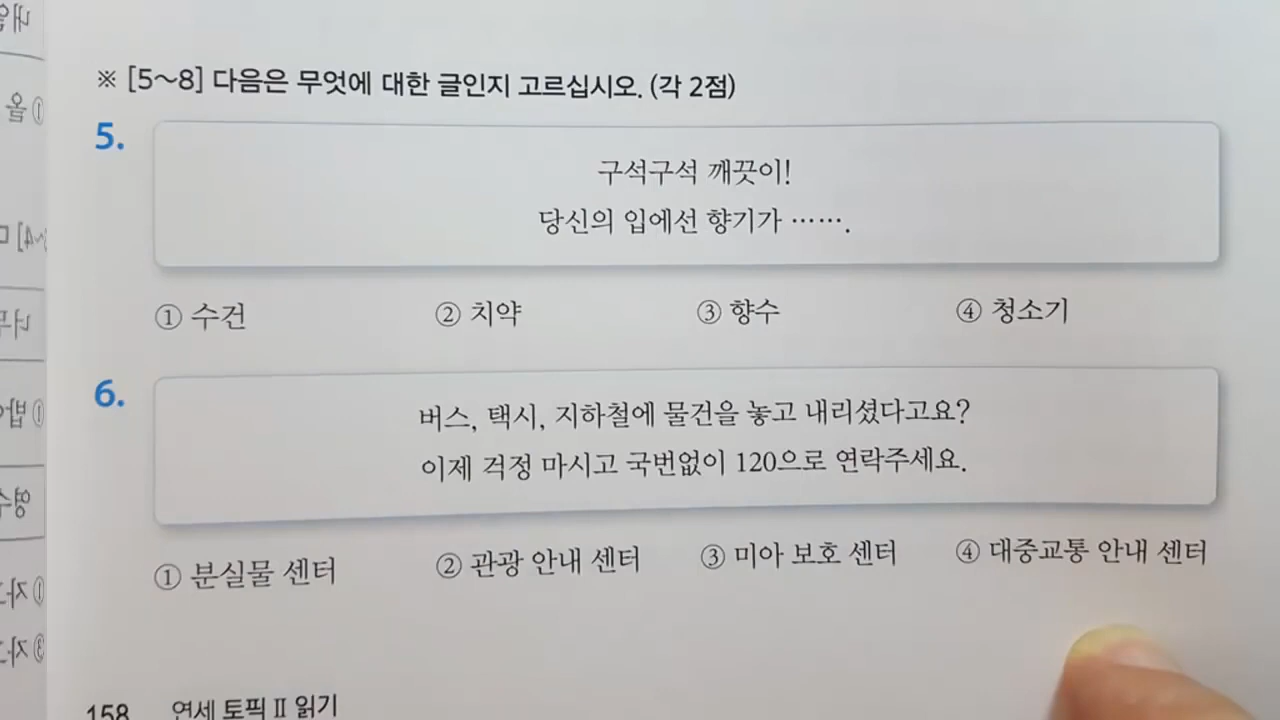 ※ [5~8] 다음은 무엇에 대한 글인지 고르십시오. (각 2점)
5.
구석구석 깨끗이!
당신의 입에선 향기가 …….
① 수건 ② 치약 ③ 향수 ④ 청소기
6.
버스, 택시, 지하철에 물건을 놓고 내리셨다고요?
이제 걱정 마시고 국번없이 120으로 연락주세요.
① 분실물 센터 ② 관광 안내 센터 ③ 미아 보호 센터 ④ 대중교통 안내 센터
158 연세 토픽 II 읽기